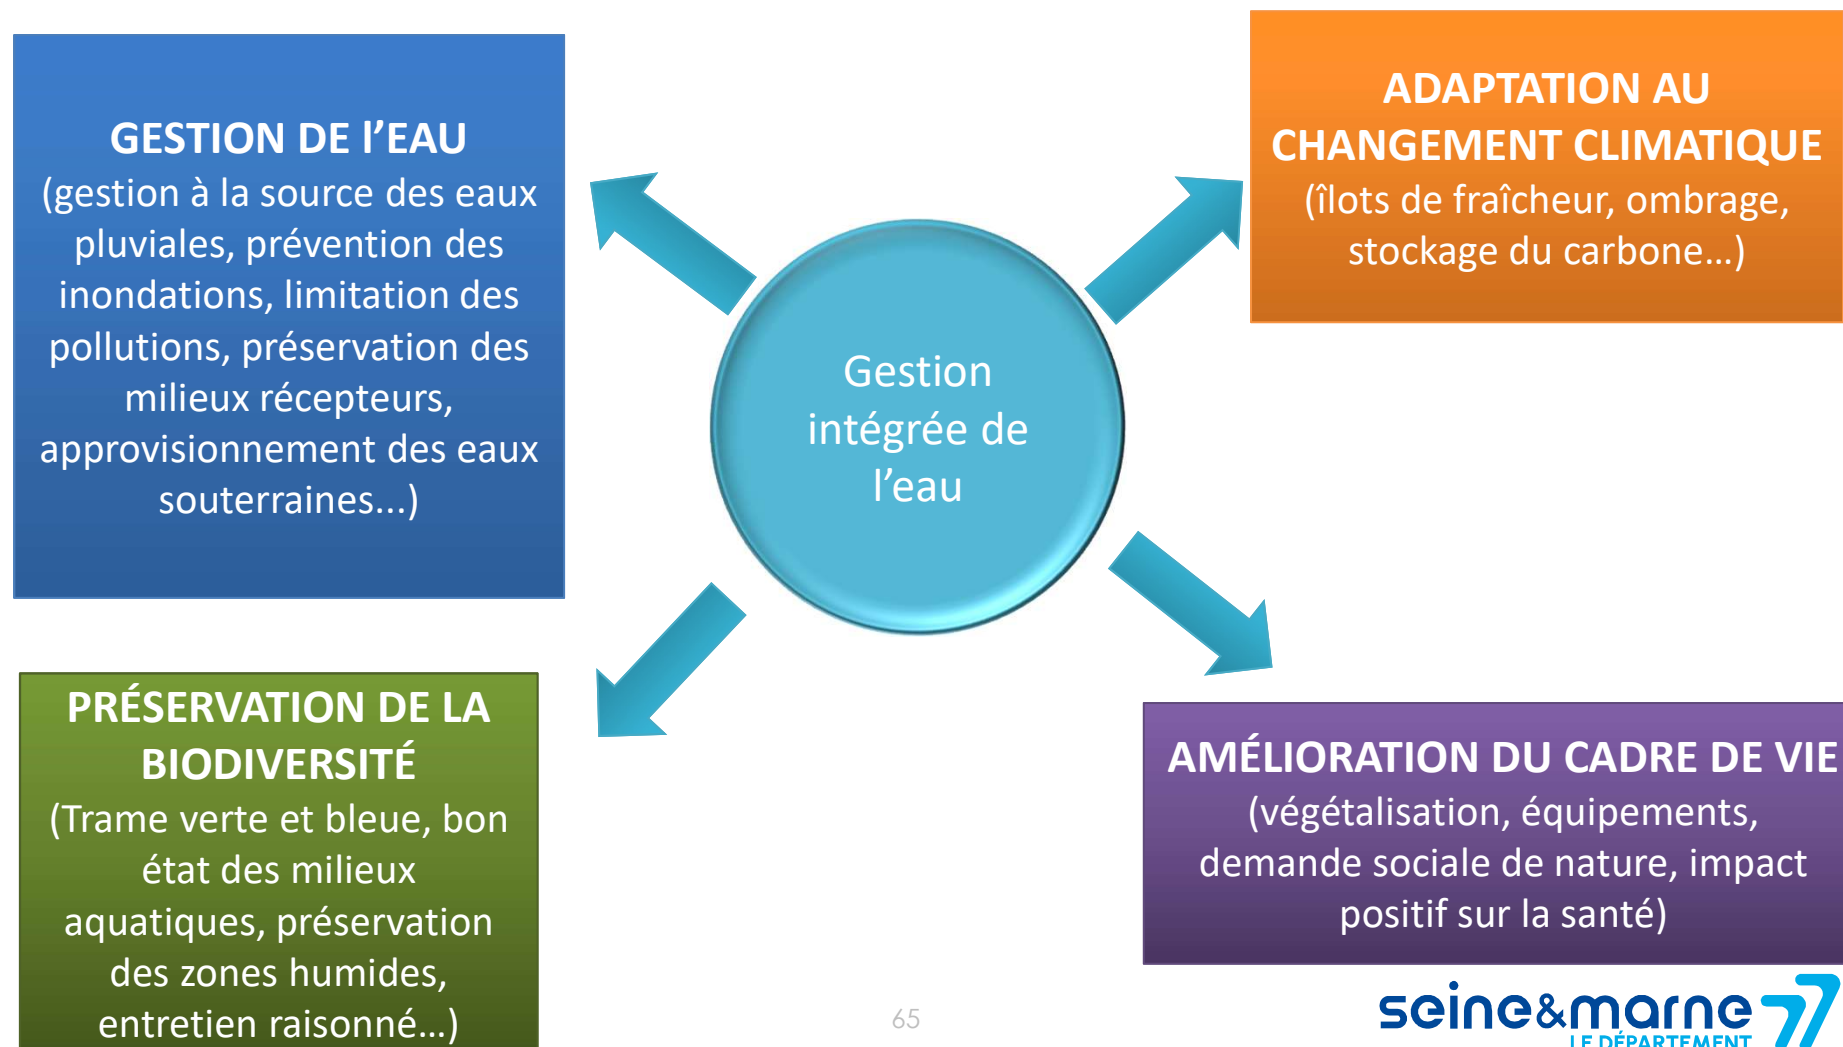 GESTION DE l’EAU
(gestion à la source des eaux
pluviales, prévention des
inondations, limitation des
pollutions, préservation des
milieux récepteurs,
approvisionnement des eaux
souterraines...)
ADAPTATION AU
CHANGEMENT CLIMATIQUE
(îlots de fraîcheur, ombrage,
stockage du carbone…)
Gestion
intégrée de
l’eau
PRÉSERVATION DE LA
BIODIVERSITÉ
(Trame verte et bleue, bon
état des milieux
aquatiques, préservation
des zones humides,
entretien raisonné…)
AMÉLIORATION DU CADRE DE VIE
(végétalisation, équipements,
demande sociale de nature, impact
positif sur la santé)
65
seine&marne 77
LE DÉPARTEMENT